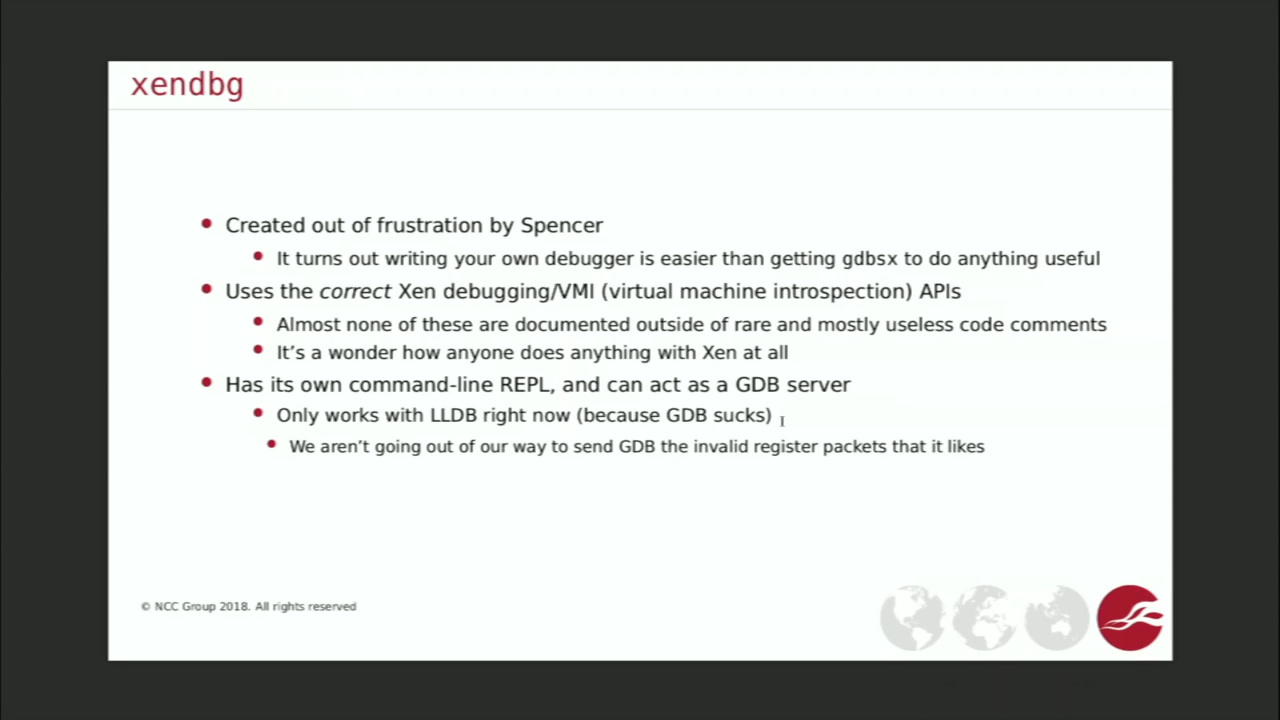 xendbg
Created out of frustration by Spencer
It turns out writing your own debugger is easier than getting gdbsx to do anything useful
Uses the correct Xen debugging/VMI (virtual machine introspection) APIs
Almost none of these are documented outside of rare and mostly useless code comments
It’s a wonder how anyone does anything with Xen at all
Has its own command-line REPL, and can act as a GDB server
Only works with LLDB right now (because GDB sucks)
We aren’t going out of our way to send GDB the invalid register packets that it likes
© NCC Group 2018. All rights reserved